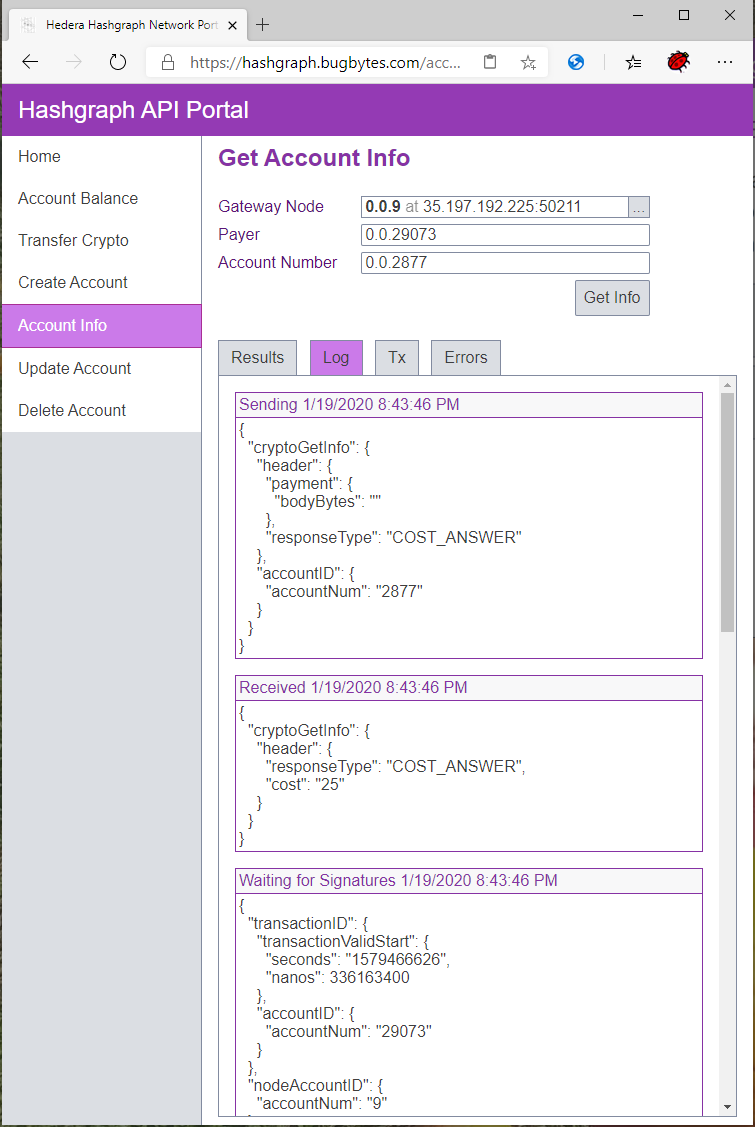 Hedera Hashgraph Network Port
https://hashgraph.bugbytes.com/acc...
Hashgraph API Portal
Home
Account Balance
Transfer Crypto
Create Account
Account Info
Update Account
Delete Account
Get Account Info
Gateway Node
0.0.9 at 35.197.192.225:50211
...
Payer
0.0.29073
Account Number
0.0.2877
Get Info
Results
Log
Tx
Errors
Sending 1/19/2020 8:43:46 PM
{
"cryptoGetInfo": {
"header": {
"payment": {
"bodyBytes": ""
},
"responseType": "COST_ANSWER"
},
"accountID": {
"accountNum": "2877"
}
}
}
Received 1/19/2020 8:43:46 PM
{
"cryptoGetInfo": {
"header": {
"responseType": "COST_ANSWER",
"cost": "25"
}
}
}
Waiting for Signatures 1/19/2020 8:43:46 PM
{
"transactionID": {
"transactionValidStart": {
"seconds": "1579466626",
"nanos": 336163400
},
"accountID": {
"accountNum": "29073"
}
},
"nodeAccountID": {
"accountNum": "9"